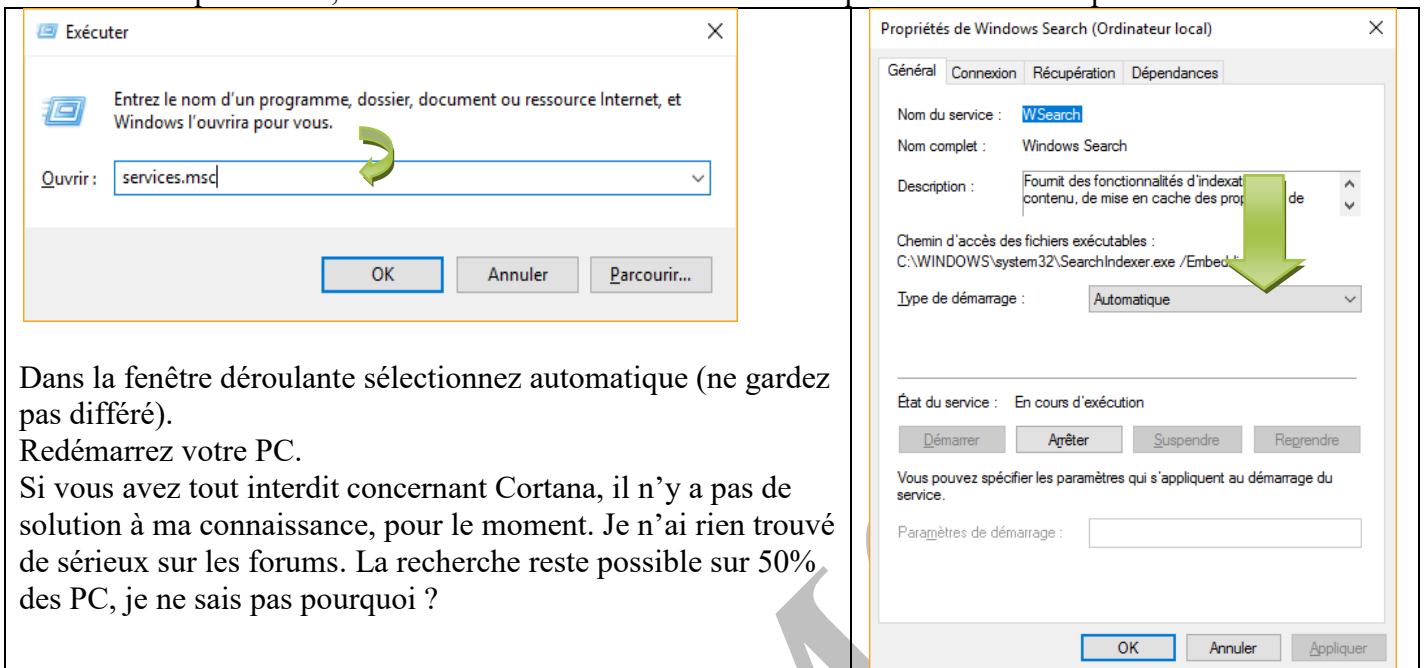 Exécuter
Entrez le nom d'un programme, dossier, document ou ressource Internet, et
Windows l'ouvrira pour vous.
Ouvrir : services.msc
OK Annuler Parcourir...
Dans la fenêtre déroulante sélectionnez automatique (ne gardez
pas différé).
Redémarrez votre PC.
Si vous avez tout interdit concernant Cortana, il n'y a pas de
solution à ma connaissance, pour le moment. Je n'ai rien trouvé
de sérieux sur les forums. La recherche reste possible sur 50%
des PC, je ne sais pas pourquoi ?
Propriétés de Windows Search (Ordinateur local)
Général Connexion Récupération Dépendances
Nom du service : WSearch
Nom complet : Windows Search
Description : Fournit des fonctionnalités d'indexat
contenu, de mise en cache des prop de
Chemin d'accès des fichiers exécutables :
C:\WINDOWS\system32\SearchIndexer.exe /Embeddi
Type de démarrage : Automatique
État du service : En cours d'exécution
Démarrer Arrêter Suspendre Reprendre
Vous pouvez spécifier les paramètres qui s'appliquent au démarrage du
service.
Paramètres de démarrage :
OK Annuler Appliquer